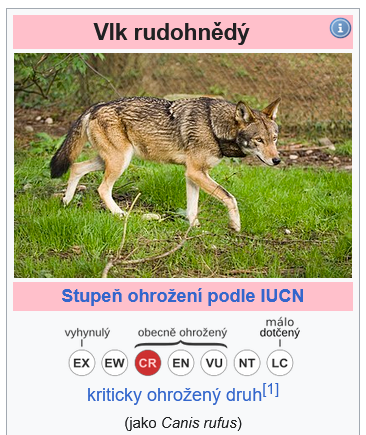 Vlk rudohnědý
Stupeň ohrožení podle IUCN
vyhynulý obecně ohrožený málo dotčený
EX EW CR EN VU NT LC
kriticky ohrožený druh[1]
(jako Canis rufus)